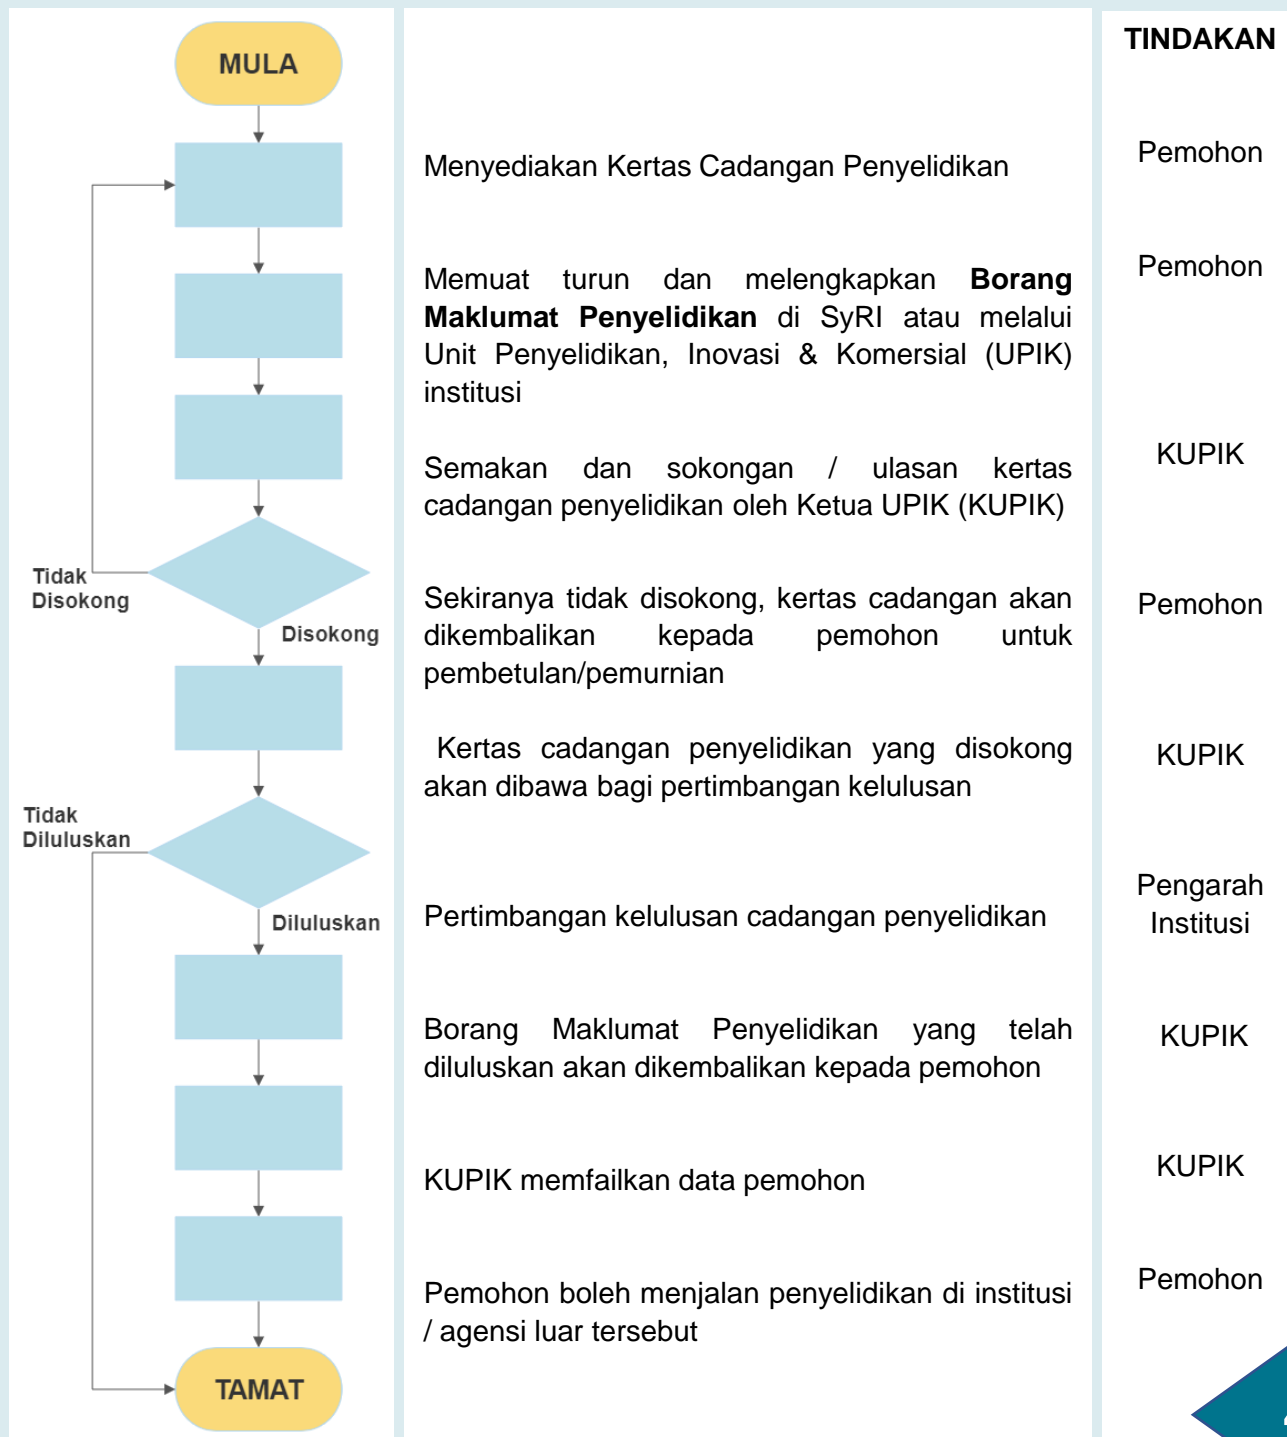 MULA
Tidak
Disokong
Disokong
Tidak
Diluluskan
Diluluskan
TAMAT
Menyediakan Kertas Cadangan Penyelidikan
Memuat turun dan melengkapkan Borang
Maklumat Penyelidikan di SyRI atau melalui
Unit Penyelidikan, Inovasi & Komersial (UPIK)
institusi
Semakan dan sokongan / ulasan kertas
cadangan penyelidikan oleh Ketua UPIK (KUPIK)
Sekiranya tidak disokong, kertas cadangan akan
dikembalikan kepada pemohon untuk
pembetulan/pemurnian
Kertas cadangan penyelidikan yang disokong
akan dibawa bagi pertimbangan kelulusan
Pertimbangan kelulusan cadangan penyelidikan
Borang Maklumat Penyelidikan yang telah
diluluskan akan dikembalikan kepada pemohon
KUPIK memfailkan data pemohon
Pemohon boleh menjalan penyelidikan di institusi
/ agensi luar tersebut
TINDAKAN
Pemohon
Pemohon
KUPIK
Pemohon
KUPIK
Pengarah
Institusi
KUPIK
KUPIK
Pemohon